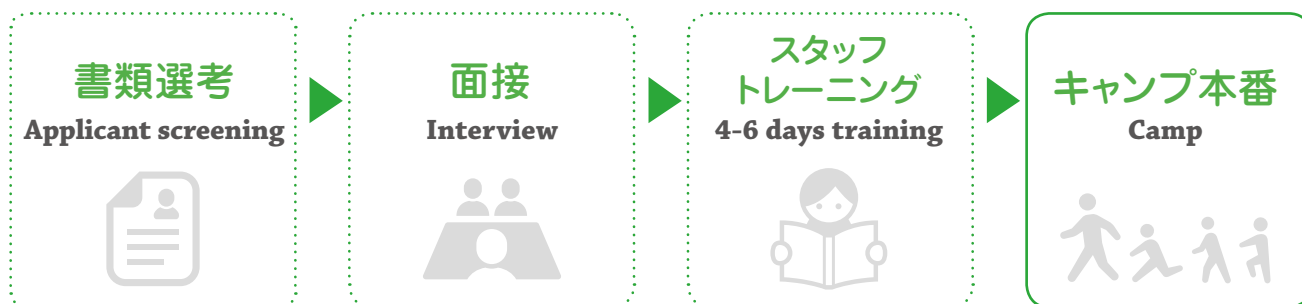 書類選考
Applicant screening
面接
Interview
スタッフ
トレーニング
4-6 days training
キャンプ本番
Camp